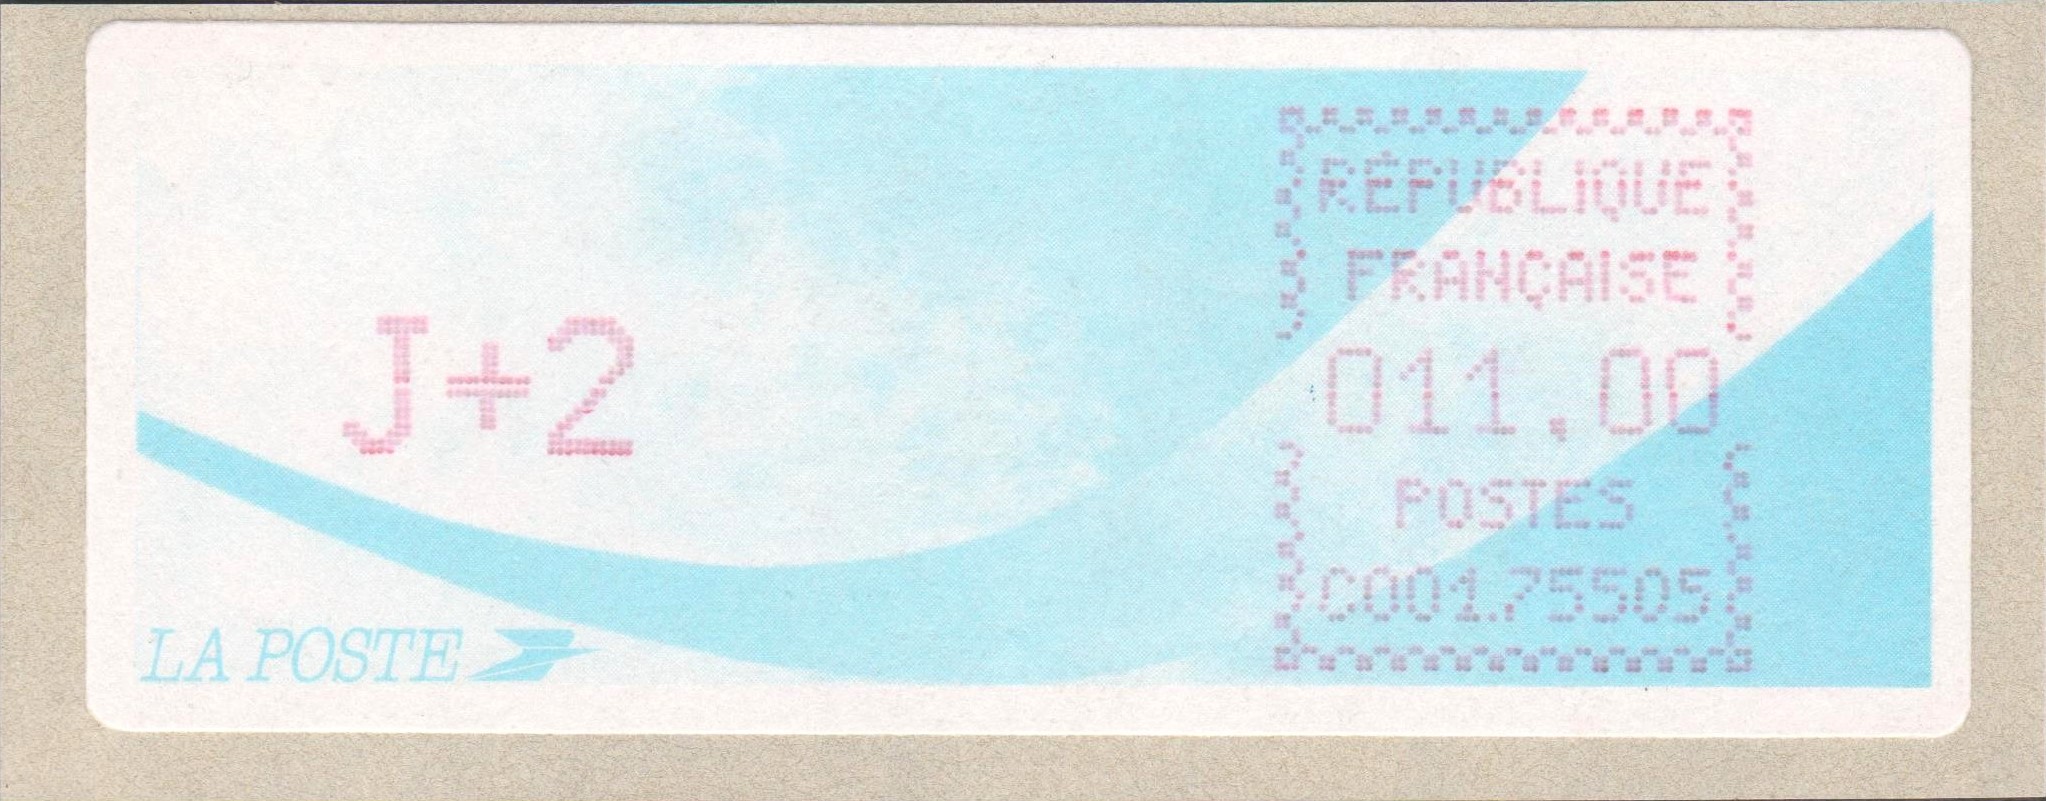 J+2
RÉPUBLIQUE
FRANÇAISE
011,00
POSTES
C001.75505
LA POSTE